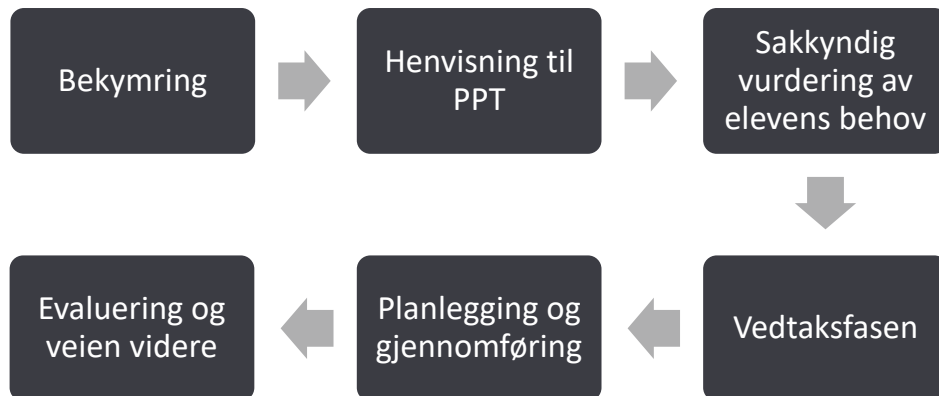 Bekymring
Henvisning til
PPT
Sakkyndig
vurdering av
elevens behov
Vedtaksfasen
Planlegging og
gjennomføring
Evaluering og
veien videre